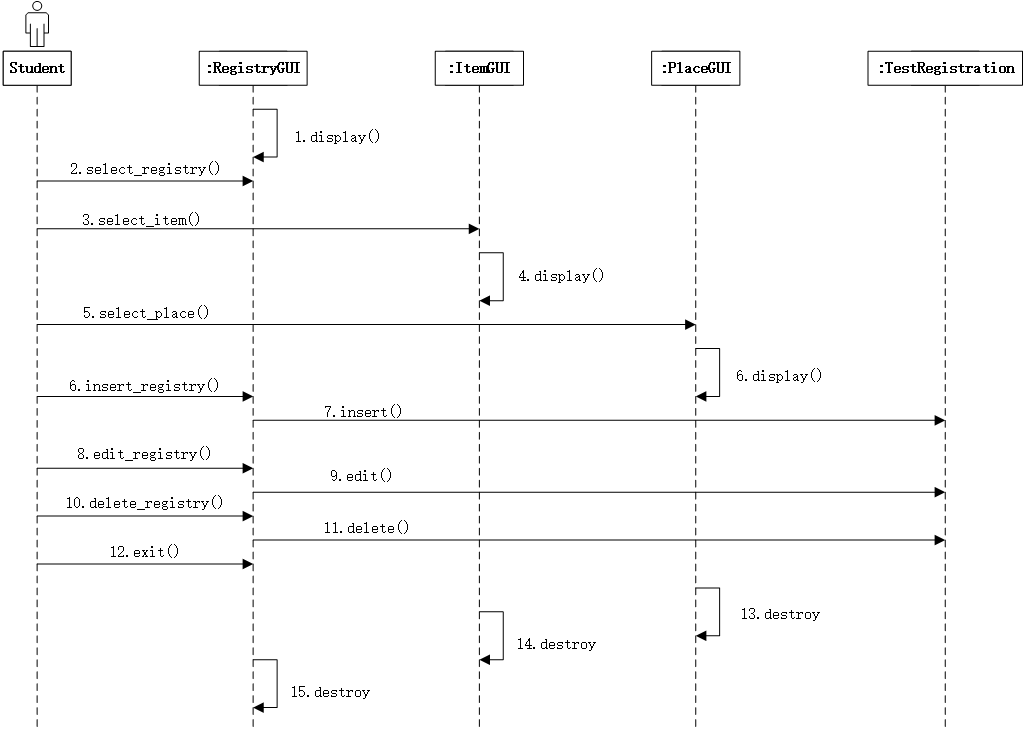 Student
:RegistryGUI
:ItemGUI
:PlaceGUI
:TestRegistration
1.display()
2.select_registry()
3.select_item()
4.display()
5.select_place()
6.display()
6.insert_registry()
7.insert()
8.edit_registry()
9.edit()
10.delete_registry()
11.delete()
12.exit()
13.destroy
14.destroy
15.destroy